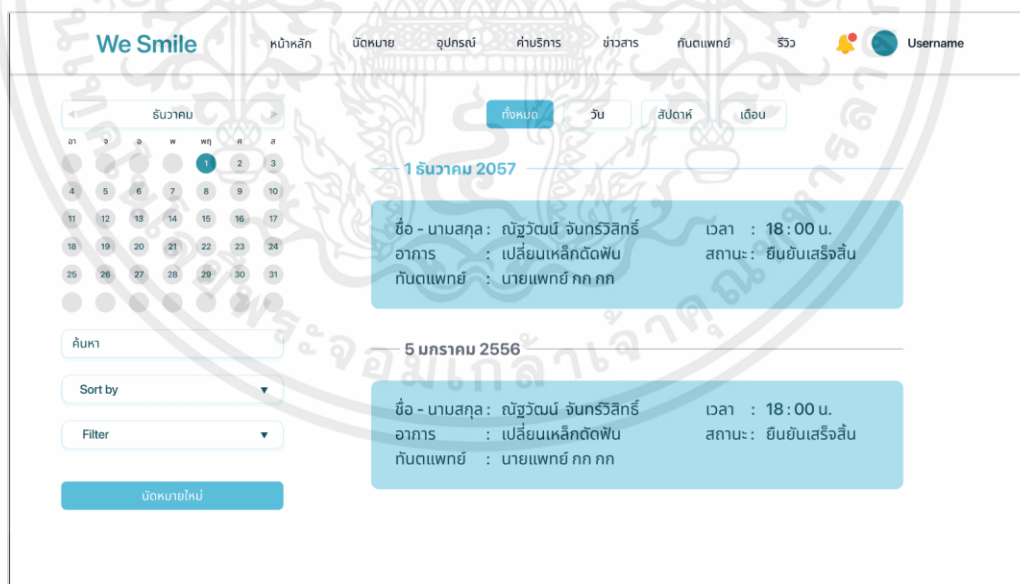 We Smile หน้าหลัก นัดหมาย อุปกรณ์ ค่าบริการ ข่าวสาร ทันตแพทย์ รีวิว Username
ธันวาคม
อา จ อ พ พฤ ศ ส
1 2 3
4 5 6 7 8 9 10
11 12 13 14 15 16 17
18 19 20 21 22 23 24
25 26 27 28 29 30 31
ค้นหา
Sort by
Filter
นัดหมายใหม่
ทั้งหมด วัน สัปดาห์ เดือน
1 ธันวาคม 2057
ชื่อ - นามสกุล : ณัฐวัฒน์ จันทร์วิสิทธิ์ เวลา : 18 : 00 น.
อาการ : เปลี่ยนเหล็กดัดฟัน สถานะ : ยืนยันเสร็จสิ้น
ทันตแพทย์ : นายแพทย์ กก กก
5 มกราคม 2556
ชื่อ - นามสกุล : ณัฐวัฒน์ จันทร์วิสิทธิ์ เวลา : 18 : 00 น.
อาการ : เปลี่ยนเหล็กดัดฟัน สถานะ : ยืนยันเสร็จสิ้น
ทันตแพทย์ : นายแพทย์ กก กก